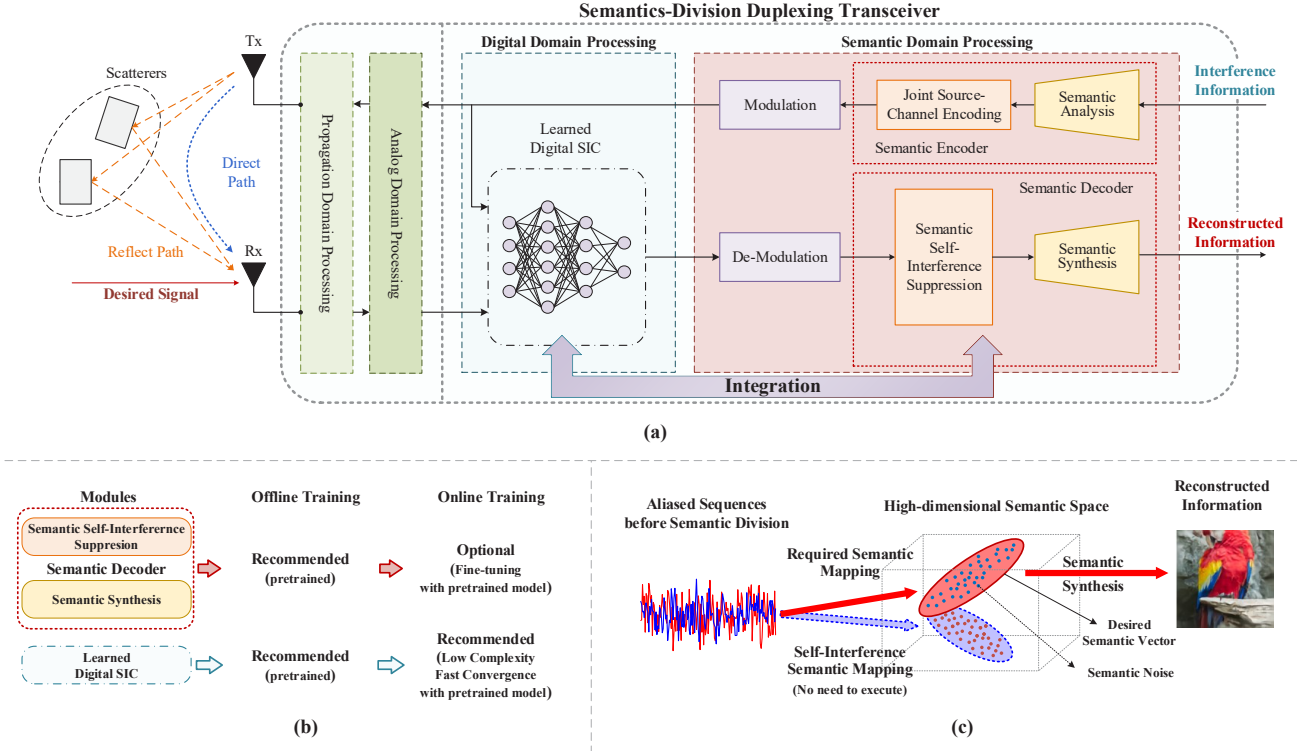 Semantics-Division Duplexing Transceiver
Tx
Scatterers
Direct
Path
Reflect Path
Rx
Desired Signal
Propagation Domain Processing
Analog Domain Processing
Digital Domain Processing
Learned
Digital SIC
Semantic Domain Processing
Modulation
Joint Source-
Channel Encoding
Semantic
Analysis
Semantic Encoder
Interference
Information
Semantic Decoder
De-Modulation
Semantic
Self-
Interference
Suppression
Semantic
Synthesis
Reconstructed
Information
Integration
(a)
Modules
Offline Training
Online Training
Semantic Self-Interferernce
Suppresion
Semantic Decoder
Semantic Synthesis
Recommended
(pretrained)
Optional
(Fine-tuning
with pretrained model)
Learned
Digital SIC
Recommended
(pretrained)
Recommended
(Low Complexity
Fast Convergence
with pretrained model)
(b)
Aliased Sequences
before Semantic Division
High-dimensional Semantic Space
Reconstructed
Information
Required Semantic
Mapping
Semantic
Synthesis
Self-Interference
Semantic Mapping
(No need to execute)
Desired
Semantic Vector
Semantic Noise
(c)